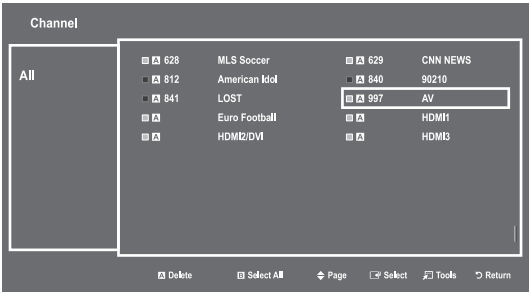 Channel
All
A 628 MLS Soccer A 629 CNN NEWS
A 812 American Idol A 840 90210
A 841 LOST A 997 AV
A Euro Football A HDMI1
A HDMI2/DVI A HDMI3
A Delete B Select All Page Select Tools Return